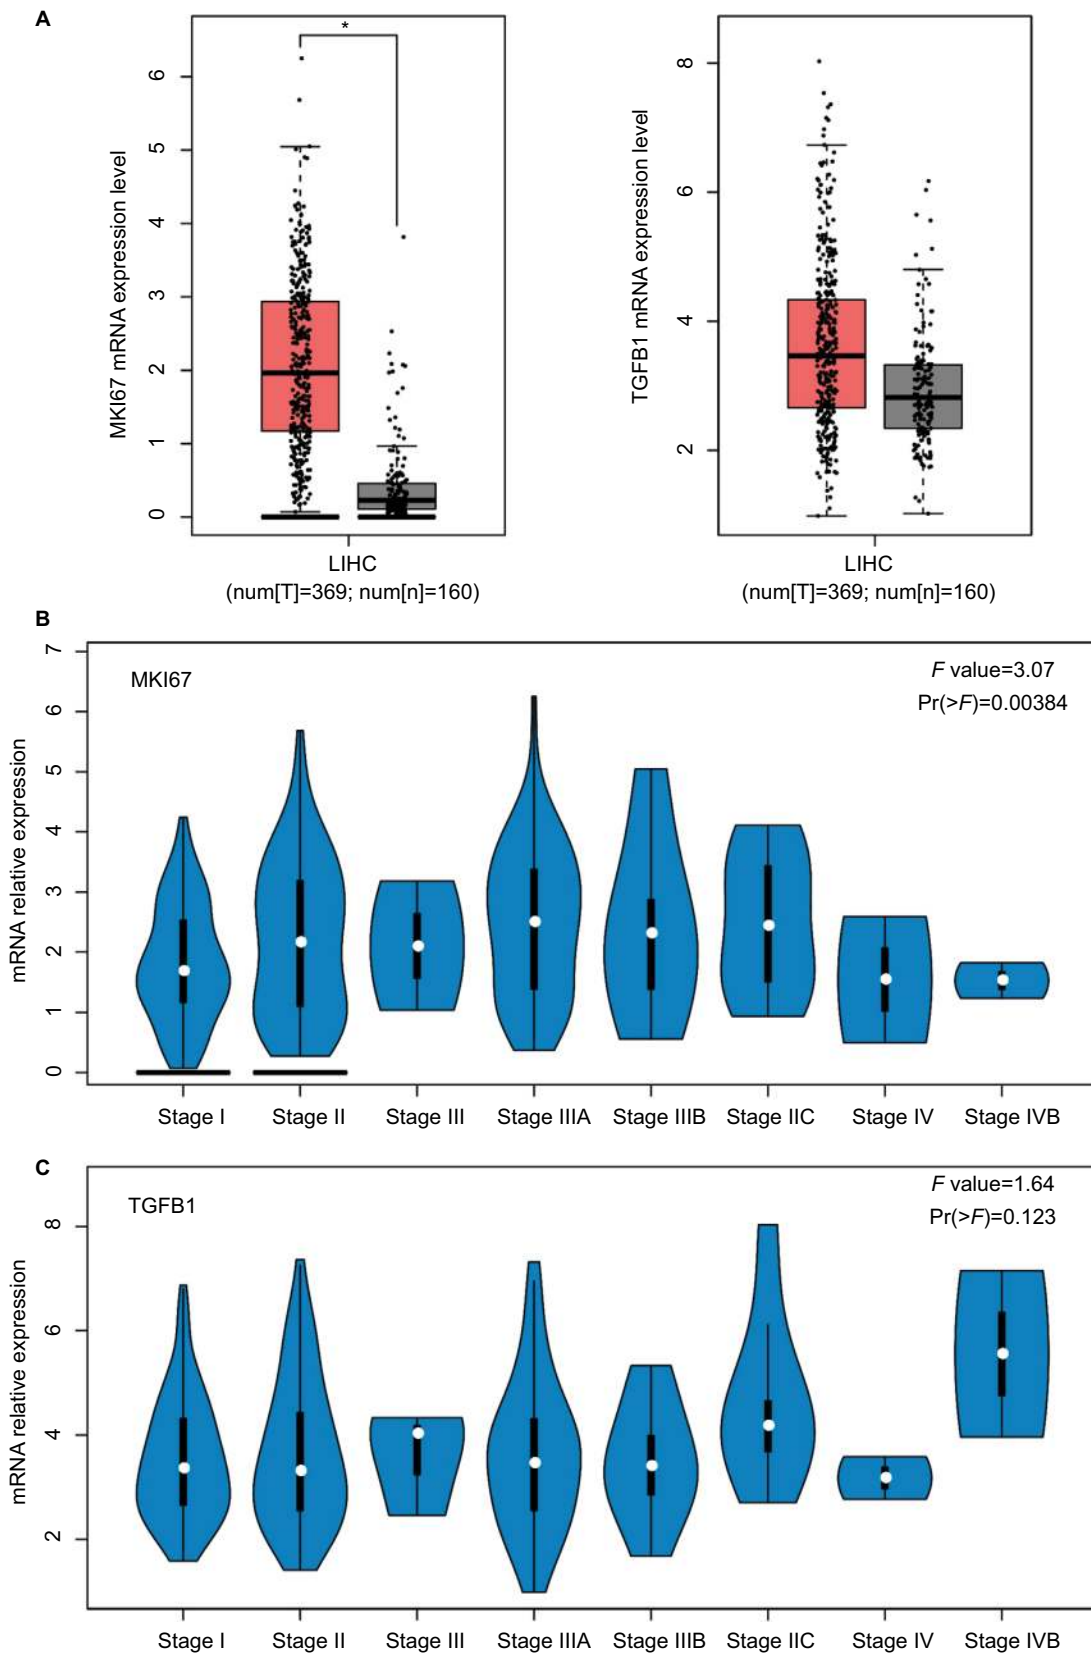 A
*
MKI67 mRNA expression level
0
1
2
3
4
5
6
LIHC
(num[T]=369; num[n]=160)
TGFB1 mRNA expression level
2
4
6
8
LIHC
(num[T]=369; num[n]=160)
B
MKI67
F value=3.07
Pr(>F)=0.00384
mRNA relative expression
0
1
2
3
4
5
6
7
Stage I
Stage II
Stage III
Stage IIIA
Stage IIIB
Stage IIC
Stage IV
Stage IVB
C
TGFB1
F value=1.64
Pr(>F)=0.123
mRNA relative expression
2
4
6
8
Stage I
Stage II
Stage III
Stage IIIA
Stage IIIB
Stage IIC
Stage IV
Stage IVB